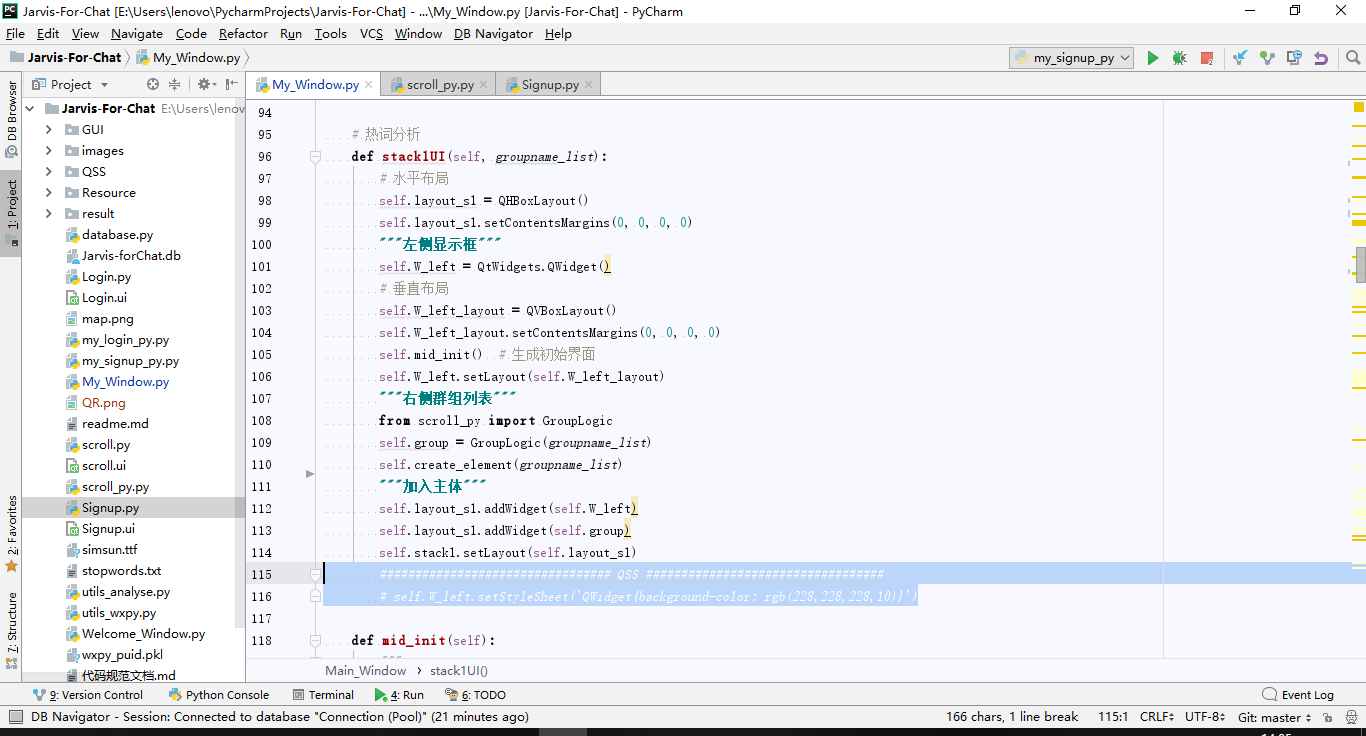 Jarvis-For-Chat [E:\Users\lenovo\PycharmProjects\Jarvis-For-Chat] - ...\My_Window.py [Jarvis-For-Chat] - PyCharm
File Edit View Navigate Code Refactor Run Tools VCS Window DB Navigator Help
Jarvis-For-Chat My_Window.py my_signup_py
Project My_Window.py scroll_py.py Signup.py
DB Browser
1: Project
2: Favorites
7: Structure
Jarvis-For-Chat E:\Users\lenov
GUI
images
QSS
Resource
result
database.py
Jarvis-forChat.db
Login.py
Login.ui
map.png
my_login_py.py
my_signup_py.py
My_Window.py
QR.png
readme.md
scroll.py
scroll.ui
scroll_py.py
Signup.py
Signup.ui
simsun.ttf
stopwords.txt
utils_analyse.py
utils_wxpy.py
Welcome_Window.py
wxpy_puid.pkl
代码规范文档.md
94
95 # 热词分析
96 def stack1UI(self, groupname_list):
97 # 水平布局
98 self.layout_s1 = QHBoxLayout()
99 self.layout_s1.setContentsMargins(0, 0, 0, 0)
100 """左侧显示框"""
101 self.W_left = QtWidgets.QWidget()
102 # 垂直布局
103 self.W_left_layout = QVBoxLayout()
104 self.W_left_layout.setContentsMargins(0, 0, 0, 0)
105 self.mid_init() # 生成初始界面
106 self.W_left.setLayout(self.W_left_layout)
107 """右侧群组列表"""
108 from scroll_py import GroupLogic
109 self.group = GroupLogic(groupname_list)
110 self.create_element(groupname_list)
111 """加入主体"""
112 self.layout_s1.addWidget(self.W_left)
113 self.layout_s1.addWidget(self.group)
114 self.stack1.setLayout(self.layout_s1)
115 ################################# QSS ##################################
116 # self.W_left.setStyleSheet('QWidget{background-color: rgb(228,228,228,10)}')
117
118 def mid_init(self):
"""
Main_Window stack1UI()
9: Version Control Python Console Terminal 4: Run 6: TODO Event Log
DB Navigator - Session: Connected to database "Connection (Pool)" (21 minutes ago) 166 chars, 1 line break 115:1 CRLF UTF-8 Git: master